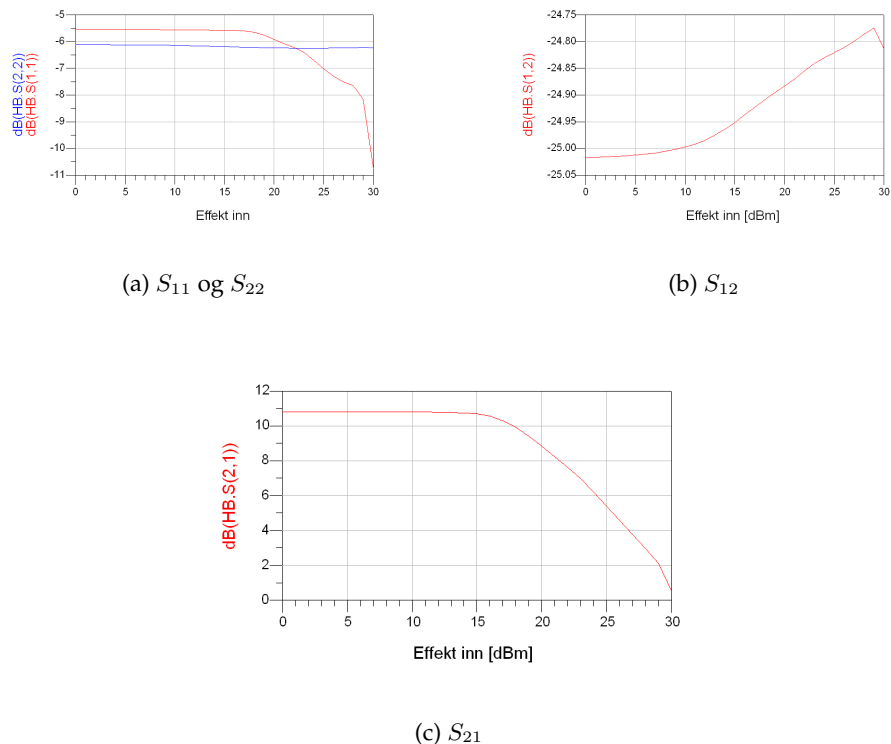 -5
-6
-7
-8
-9
-10
-11
dB(HB.S(2,2))
dB(HB.S(1,1))
0 5 10 15 20 25 30
Effekt inn
(a) S11 og S22
-24.75
-24.80
-24.85
-24.90
-24.95
-25.00
-25.05
dB(HB.S(1,2))
0 5 10 15 20 25 30
Effekt inn [dBm]
(b) S12
12
10
8
6
4
2
0
dB(HB.S(2,1))
0 5 10 15 20 25 30
Effekt inn [dBm]
(c) S21